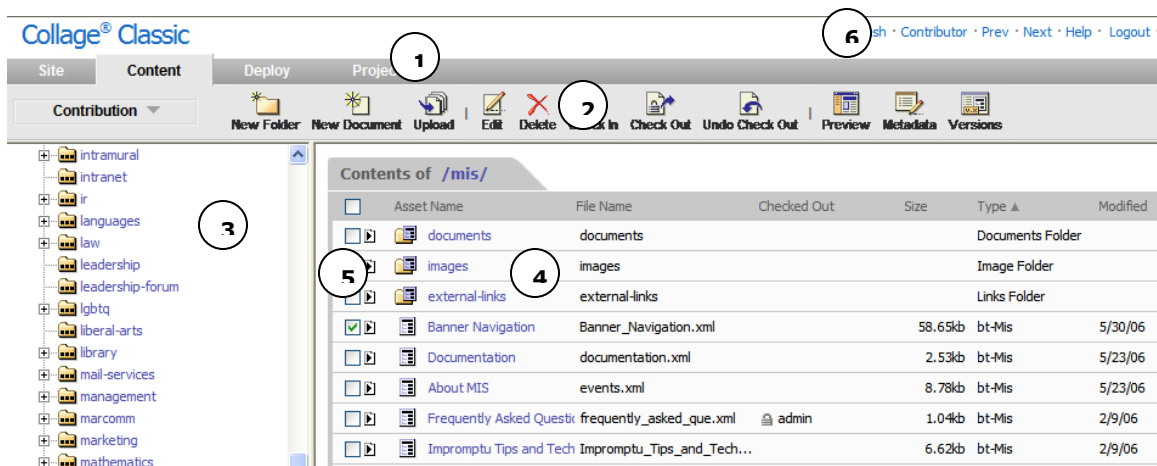 Collage® Classic
6
Contributor · Prev · Next · Help · Logout
Site Content Deploy
1
Contribution
New Folder New Document Upload Edit Delete 2 Check Out Undo Check Out Preview Metadata Versions
intramural
intranet
ir
languages
law
leadership
leadership-forum
lgbtq
liberal-arts
library
mail-services
management
marcomm
marketing
mathematics
3
Contents of /mis/
Asset Name File Name Checked Out Size Type ▲ Modified
documents documents Documents Folder
images images Image Folder
5
4
external-links external-links Links Folder
Banner Navigation Banner_Navigation.xml 58.65kb bt-Mis 5/30/06
Documentation documentation.xml 2.53kb bt-Mis 5/23/06
About MIS events.xml 8.78kb bt-Mis 5/23/06
Frequently Asked Questic frequently_asked_que.xml admin 1.04kb bt-Mis 2/9/06
Impromptu Tips and Tech Impromptu_Tips_and_Tech... 6.62kb bt-Mis 2/9/06